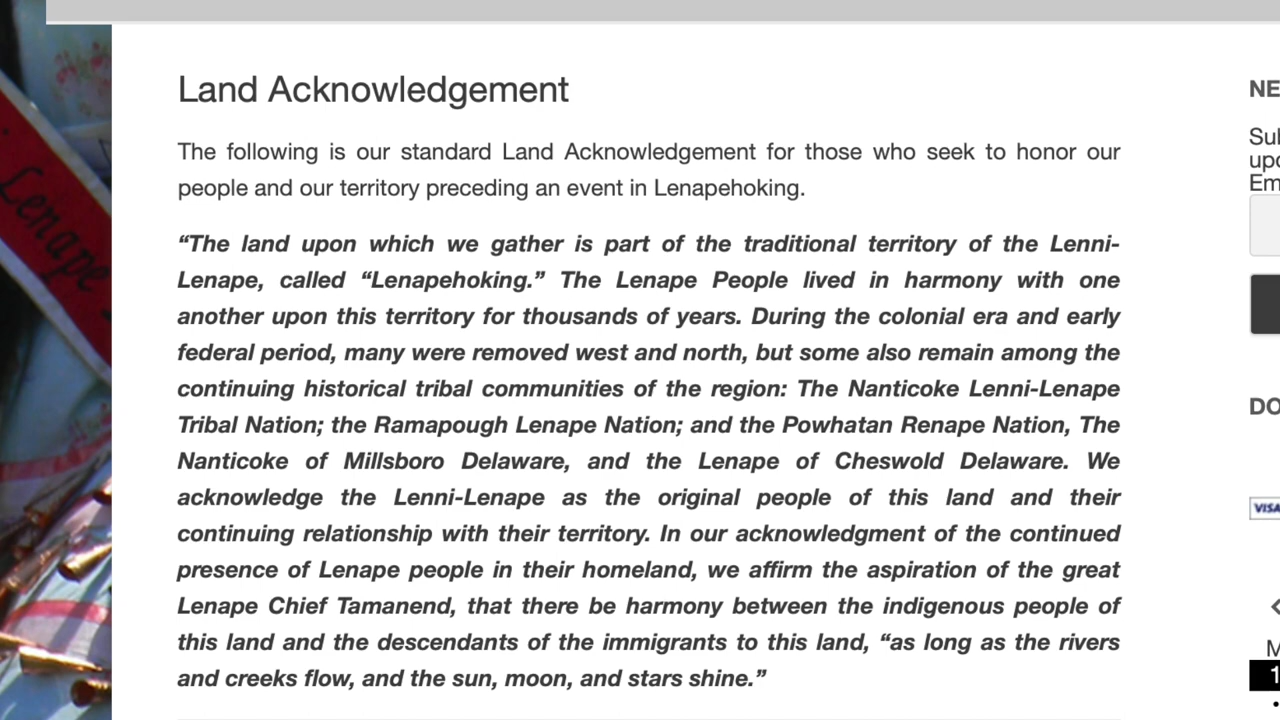 Land Acknowledgement
The following is our standard Land Acknowledgement for those who seek to honor our
people and our territory preceding an event in Lenapehoking.
“The land upon which we gather is part of the traditional territory of the Lenni-
Lenape, called “Lenapehoking.” The Lenape People lived in harmony with one
another upon this territory for thousands of years. During the colonial era and early
federal period, many were removed west and north, but some also remain among the
continuing historical tribal communities of the region: The Nanticoke Lenni-Lenape
Tribal Nation; the Ramapough Lenape Nation; and the Powhatan Renape Nation, The
Nanticoke of Millsboro Delaware, and the Lenape of Cheswold Delaware. We
acknowledge the Lenni-Lenape as the original people of this land and their
continuing relationship with their territory. In our acknowledgment of the continued
presence of Lenape people in their homeland, we affirm the aspiration of the great
Lenape Chief Tamanend, that there be harmony between the indigenous people of
this land and the descendants of the immigrants to this land, “as long as the rivers
and creeks flow, and the sun, moon, and stars shine.”
Lenape
NE
Sul
upo
Em
DO
VISA
M
1